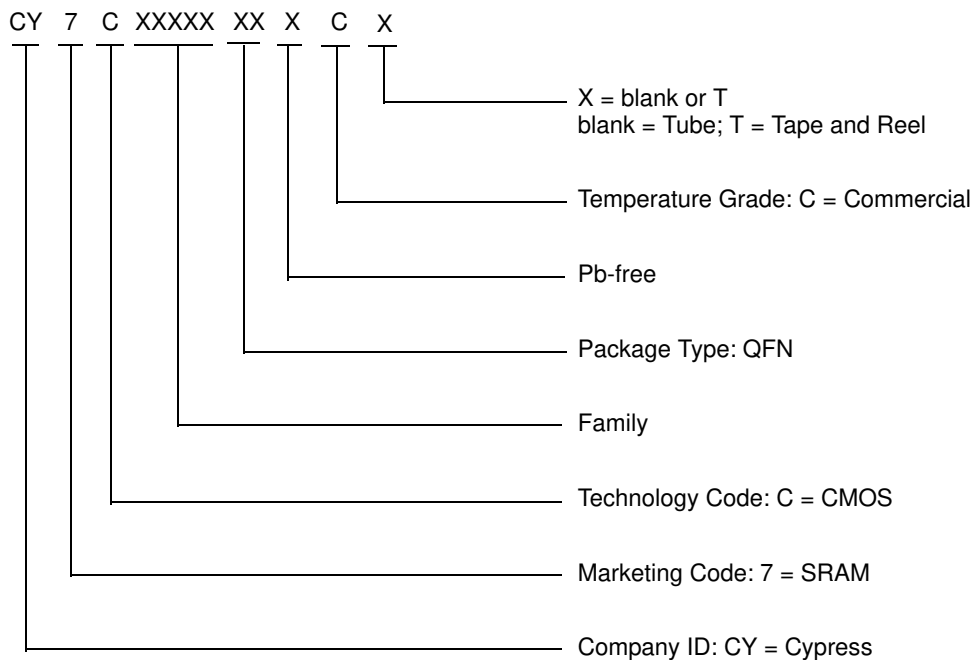 CY 7 C XXXXX XX X C X
X = blank or T
blank = Tube; T = Tape and Reel
Temperature Grade: C = Commercial
Pb-free
Package Type: QFN
Family
Technology Code: C = CMOS
Marketing Code: 7 = SRAM
Company ID: CY = Cypress